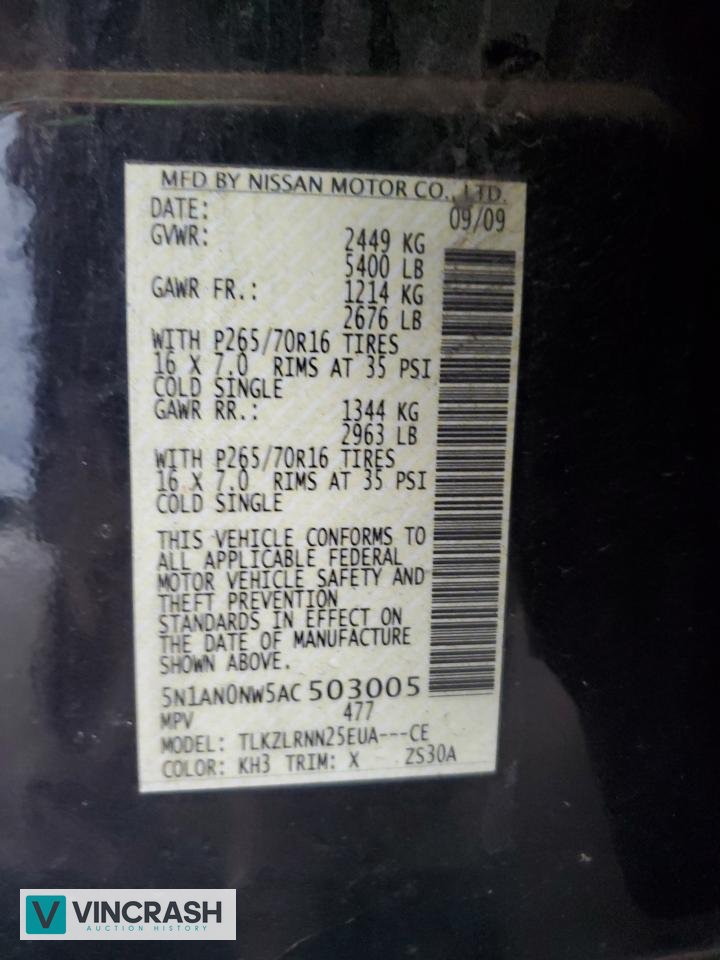 MFD BY NISSAN MOTOR CO., LTD.
DATE: 09/09
GVWR: 2449 KG
5400 LB
GAWR FR.: 1214 KG
2676 LB
WITH P265/70R16 TIRES
16 X 7.0 RIMS AT 35 PSI
COLD SINGLE
GAWR RR.: 1344 KG
2963 LB
WITH P265/70R16 TIRES
16 X 7.0 RIMS AT 35 PSI
COLD SINGLE
THIS VEHICLE CONFORMS TO
ALL APPLICABLE FEDERAL
MOTOR VEHICLE SAFETY AND
THEFT PREVENTION
STANDARDS IN EFFECT ON
THE DATE OF MANUFACTURE
SHOWN ABOVE.
5N1AN0NW5AC503005
MPV 477
MODEL: TLKZLRNN25EUA---CE
COLOR: KH3 TRIM: X ZS30A
V VINCRASH
AUCTION HISTORY